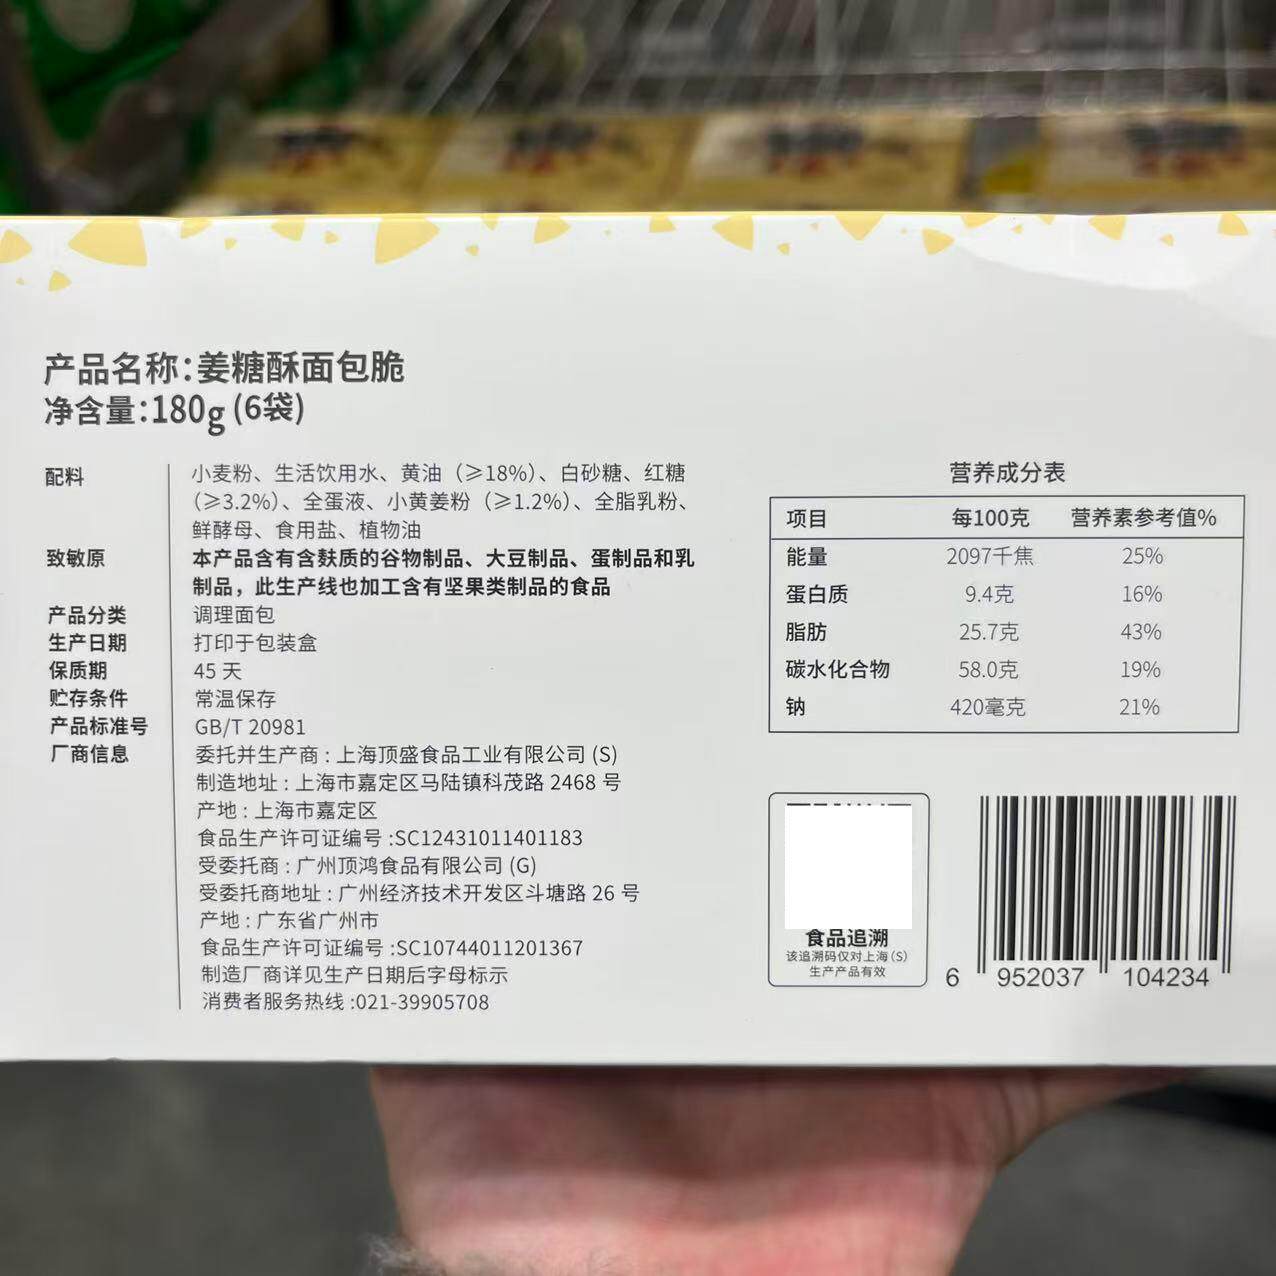 产品名称:姜糖酥面包脆
净含量:180g (6袋)
配料
小麦粉、生活饮用水、黄油（≥18%）、白砂糖、红糖
（≥3.2%）、全蛋液、小黄姜粉（≥1.2%）、全脂乳粉、
鲜酵母、食用盐、植物油
致敏原
本产品含有含麸质的谷物制品、大豆制品、蛋制品和乳
制品，此生产线也加工含有坚果类制品的食品
产品分类 调理面包
生产日期 打印于包装盒
保质期 45 天
贮存条件 常温保存
产品标准号 GB/T 20981
厂商信息 委托并生产商 : 上海顶盛食品工业有限公司 (S)
制造地址 : 上海市嘉定区马陆镇科茂路 2468 号
产地 : 上海市嘉定区
食品生产许可证编号 :SC12431011401183
受委托商 : 广州顶鸿食品有限公司 (G)
受委托商地址 : 广州经济技术开发区斗塘路 26 号
产地 : 广东省广州市
食品生产许可证编号 :SC10744011201367
制造厂商详见生产日期后字母标示
消费者服务热线 :021-39905708
营养成分表
项目 每100克 营养素参考值%
能量 2097千焦 25%
蛋白质 9.4克 16%
脂肪 25.7克 43%
碳水化合物 58.0克 19%
钠 420毫克 21%
食品追溯
该追溯码仅对上海(S)
生产产品有效
6 952037 104234